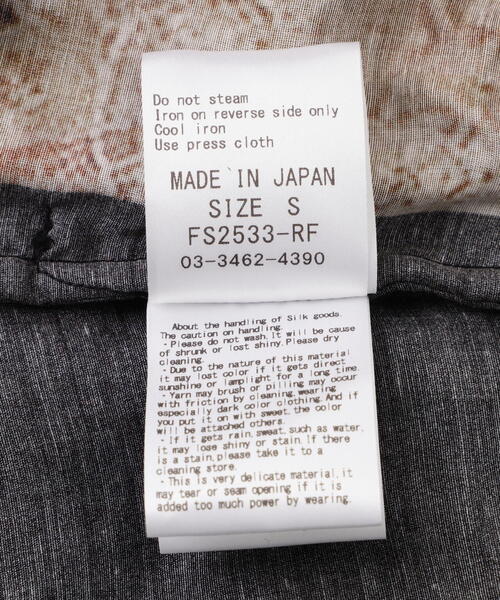 Do not steam
Iron on reverse side only
Cool iron
Use press cloth
MADE IN JAPAN
SIZE S
FS2533-RF
03-3462-4390
About the handling of Silk goods.
The caution on handling.
・Please do not wash. It will be cause
of shrunk or lost shiny. Please dry
cleaning.
・Due to the nature of this material
it may lost color if it gets direct
sunshine or lamplight for a long time.
・Yarn may brush or pilling may occur
with friction by cleaning, wearing
especially dark color clothing. And if
you put it on with sweet, the color
will be attached others.
・If it gets rain, sweat, such as water,
it may lose shiny or stain. If there
is a stain, please take it to a
cleaning store.
・This is very delicate material, it
may tear or seam opening if it is
added too much power by wearing.